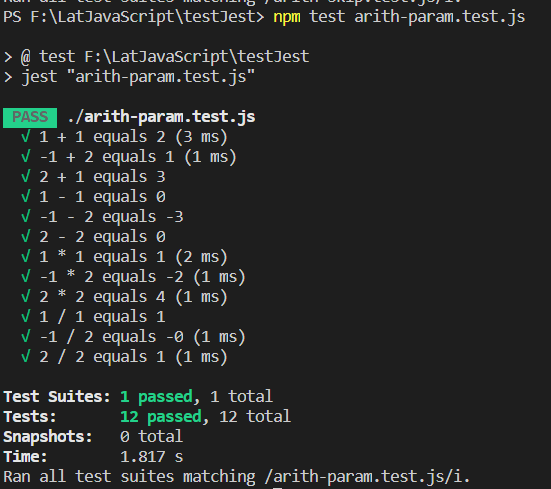 Ran all test suites matching /arith-skip.test.js/i.
PS F:\LatJavaScript\testJest> npm test arith-param.test.js
> @ test F:\LatJavaScript\testJest
> jest "arith-param.test.js"
PASS ./arith-param.test.js
√ 1 + 1 equals 2 (3 ms)
√ -1 + 2 equals 1 (1 ms)
√ 2 + 1 equals 3
√ 1 - 1 equals 0
√ -1 - 2 equals -3
√ 2 - 2 equals 0
√ 1 * 1 equals 1 (2 ms)
√ -1 * 2 equals -2 (1 ms)
√ 2 * 2 equals 4 (1 ms)
√ 1 / 1 equals 1
√ -1 / 2 equals -0 (1 ms)
√ 2 / 2 equals 1 (1 ms)
Test Suites: 1 passed, 1 total
Tests: 12 passed, 12 total
Snapshots: 0 total
Time: 1.817 s
Ran all test suites matching /arith-param.test.js/i.